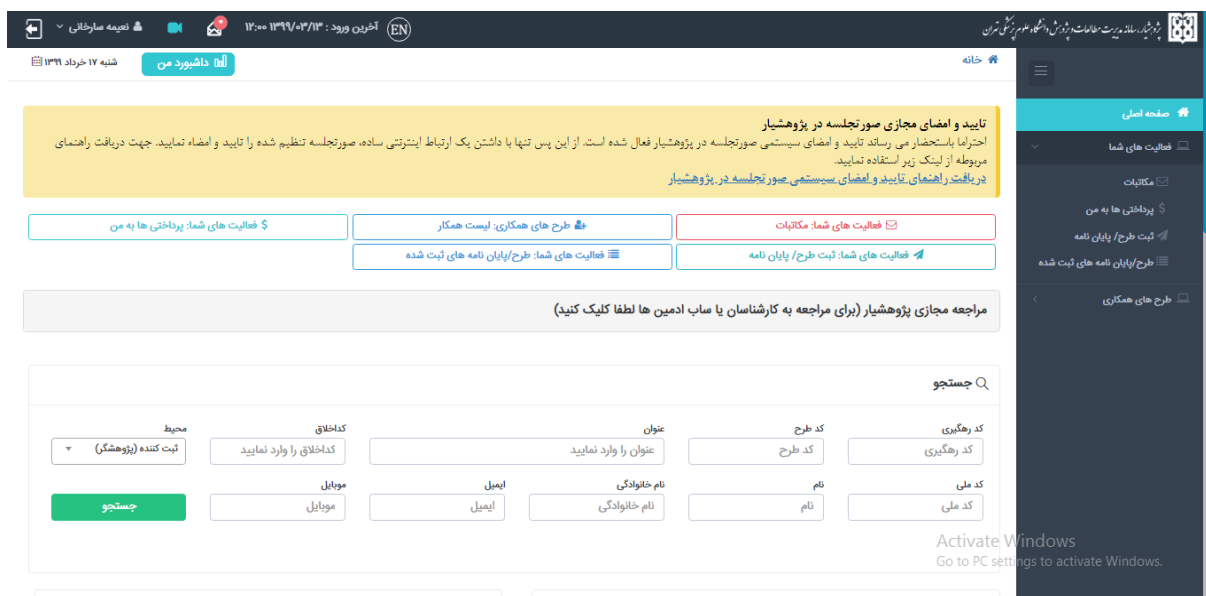 پژوهشیار، سامانه مدیریت مطالعات و پژوهش دانشگاه علوم پزشکی تهران
EN آخرین ورود : ۱۳۹۹/۰۳/۱۳ ۱۲:۰۰
نعیمه سارخانی
خانه
داشبورد من
شنبه ۱۷ خرداد ۱۳۹۹
صفحه اصلی
فعالیت های شما
مکاتبات
پرداختی ها به من
ثبت طرح/ پایان نامه
طرح/پایان نامه های ثبت شده
طرح های همکاری
تایید و امضای مجازی صورتجلسه در پژوهشیار
احتراما باستحضار می رساند تایید و امضای سیستمی صورتجلسه در پژوهشیار فعال شده است. از این پس تنها با داشتن یک ارتباط اینترنتی ساده، صورتجلسه تنظیم شده را تایید و امضاء نمایید. جهت دریافت راهنمای
مربوطه از لینک زیر استفاده نمایید.
دریافت راهنمای تایید و امضای سیستمی صورتجلسه در پژوهشیار
فعالیت های شما: مکاتبات
طرح های همکاری: لیست همکار
$ فعالیت های شما: پرداختی ها به من
فعالیت های شما: ثبت طرح/ پایان نامه
فعالیت های شما: طرح/پایان نامه های ثبت شده
مراجعه مجازی پژوهشیار (برای مراجعه به کارشناسان یا ساب ادمین ها لطفا کلیک کنید)
جستجو
کد رهگیری کد طرح عنوان کداخلاق محیط
کد رهگیری کد طرح عنوان را وارد نمایید کداخلاق را وارد نمایید ثبت کننده (پژوهشگر)
کد ملی نام نام خانوادگی ایمیل موبایل
کد ملی نام نام خانوادگی ایمیل موبایل جستجو
Activate Windows
Go to PC settings to activate Windows.